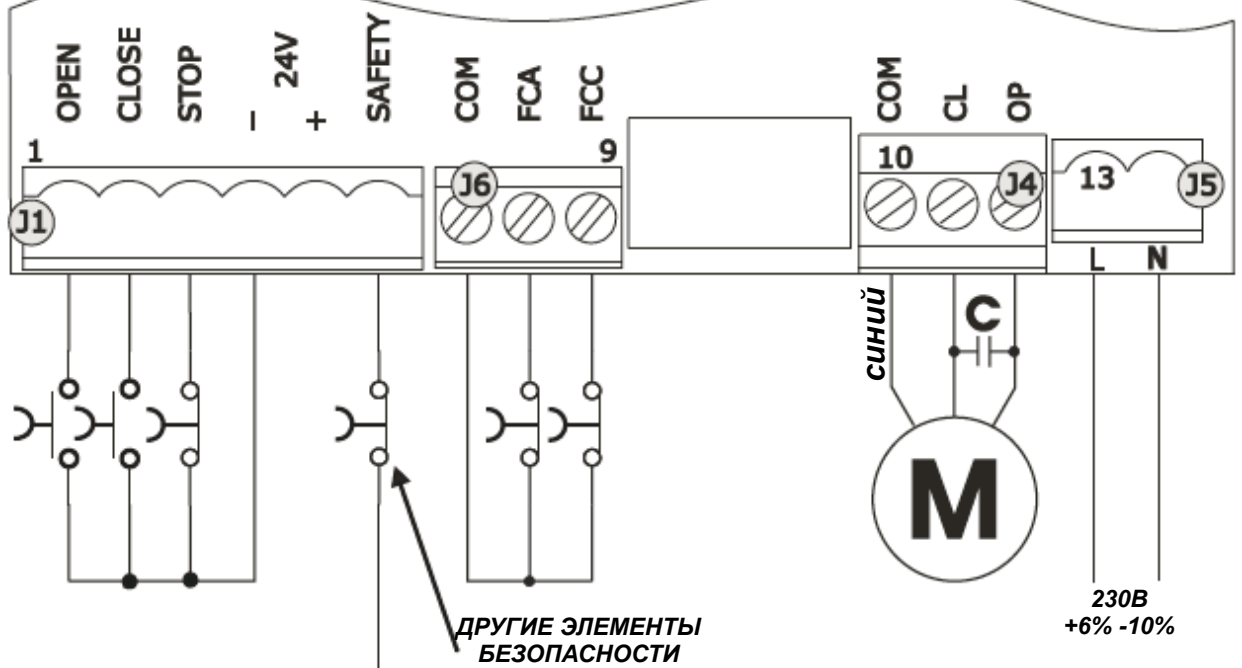 OPEN
CLOSE
STOP
–
24V
+
SAFETY
COM
FCA
FCC
COM
CL
OP
1
9
10
13
J1
J6
J4
J5
L
N
синий
C
M
230В
+6% -10%
ДРУГИЕ ЭЛЕМЕНТЫ
БЕЗОПАСНОСТИ